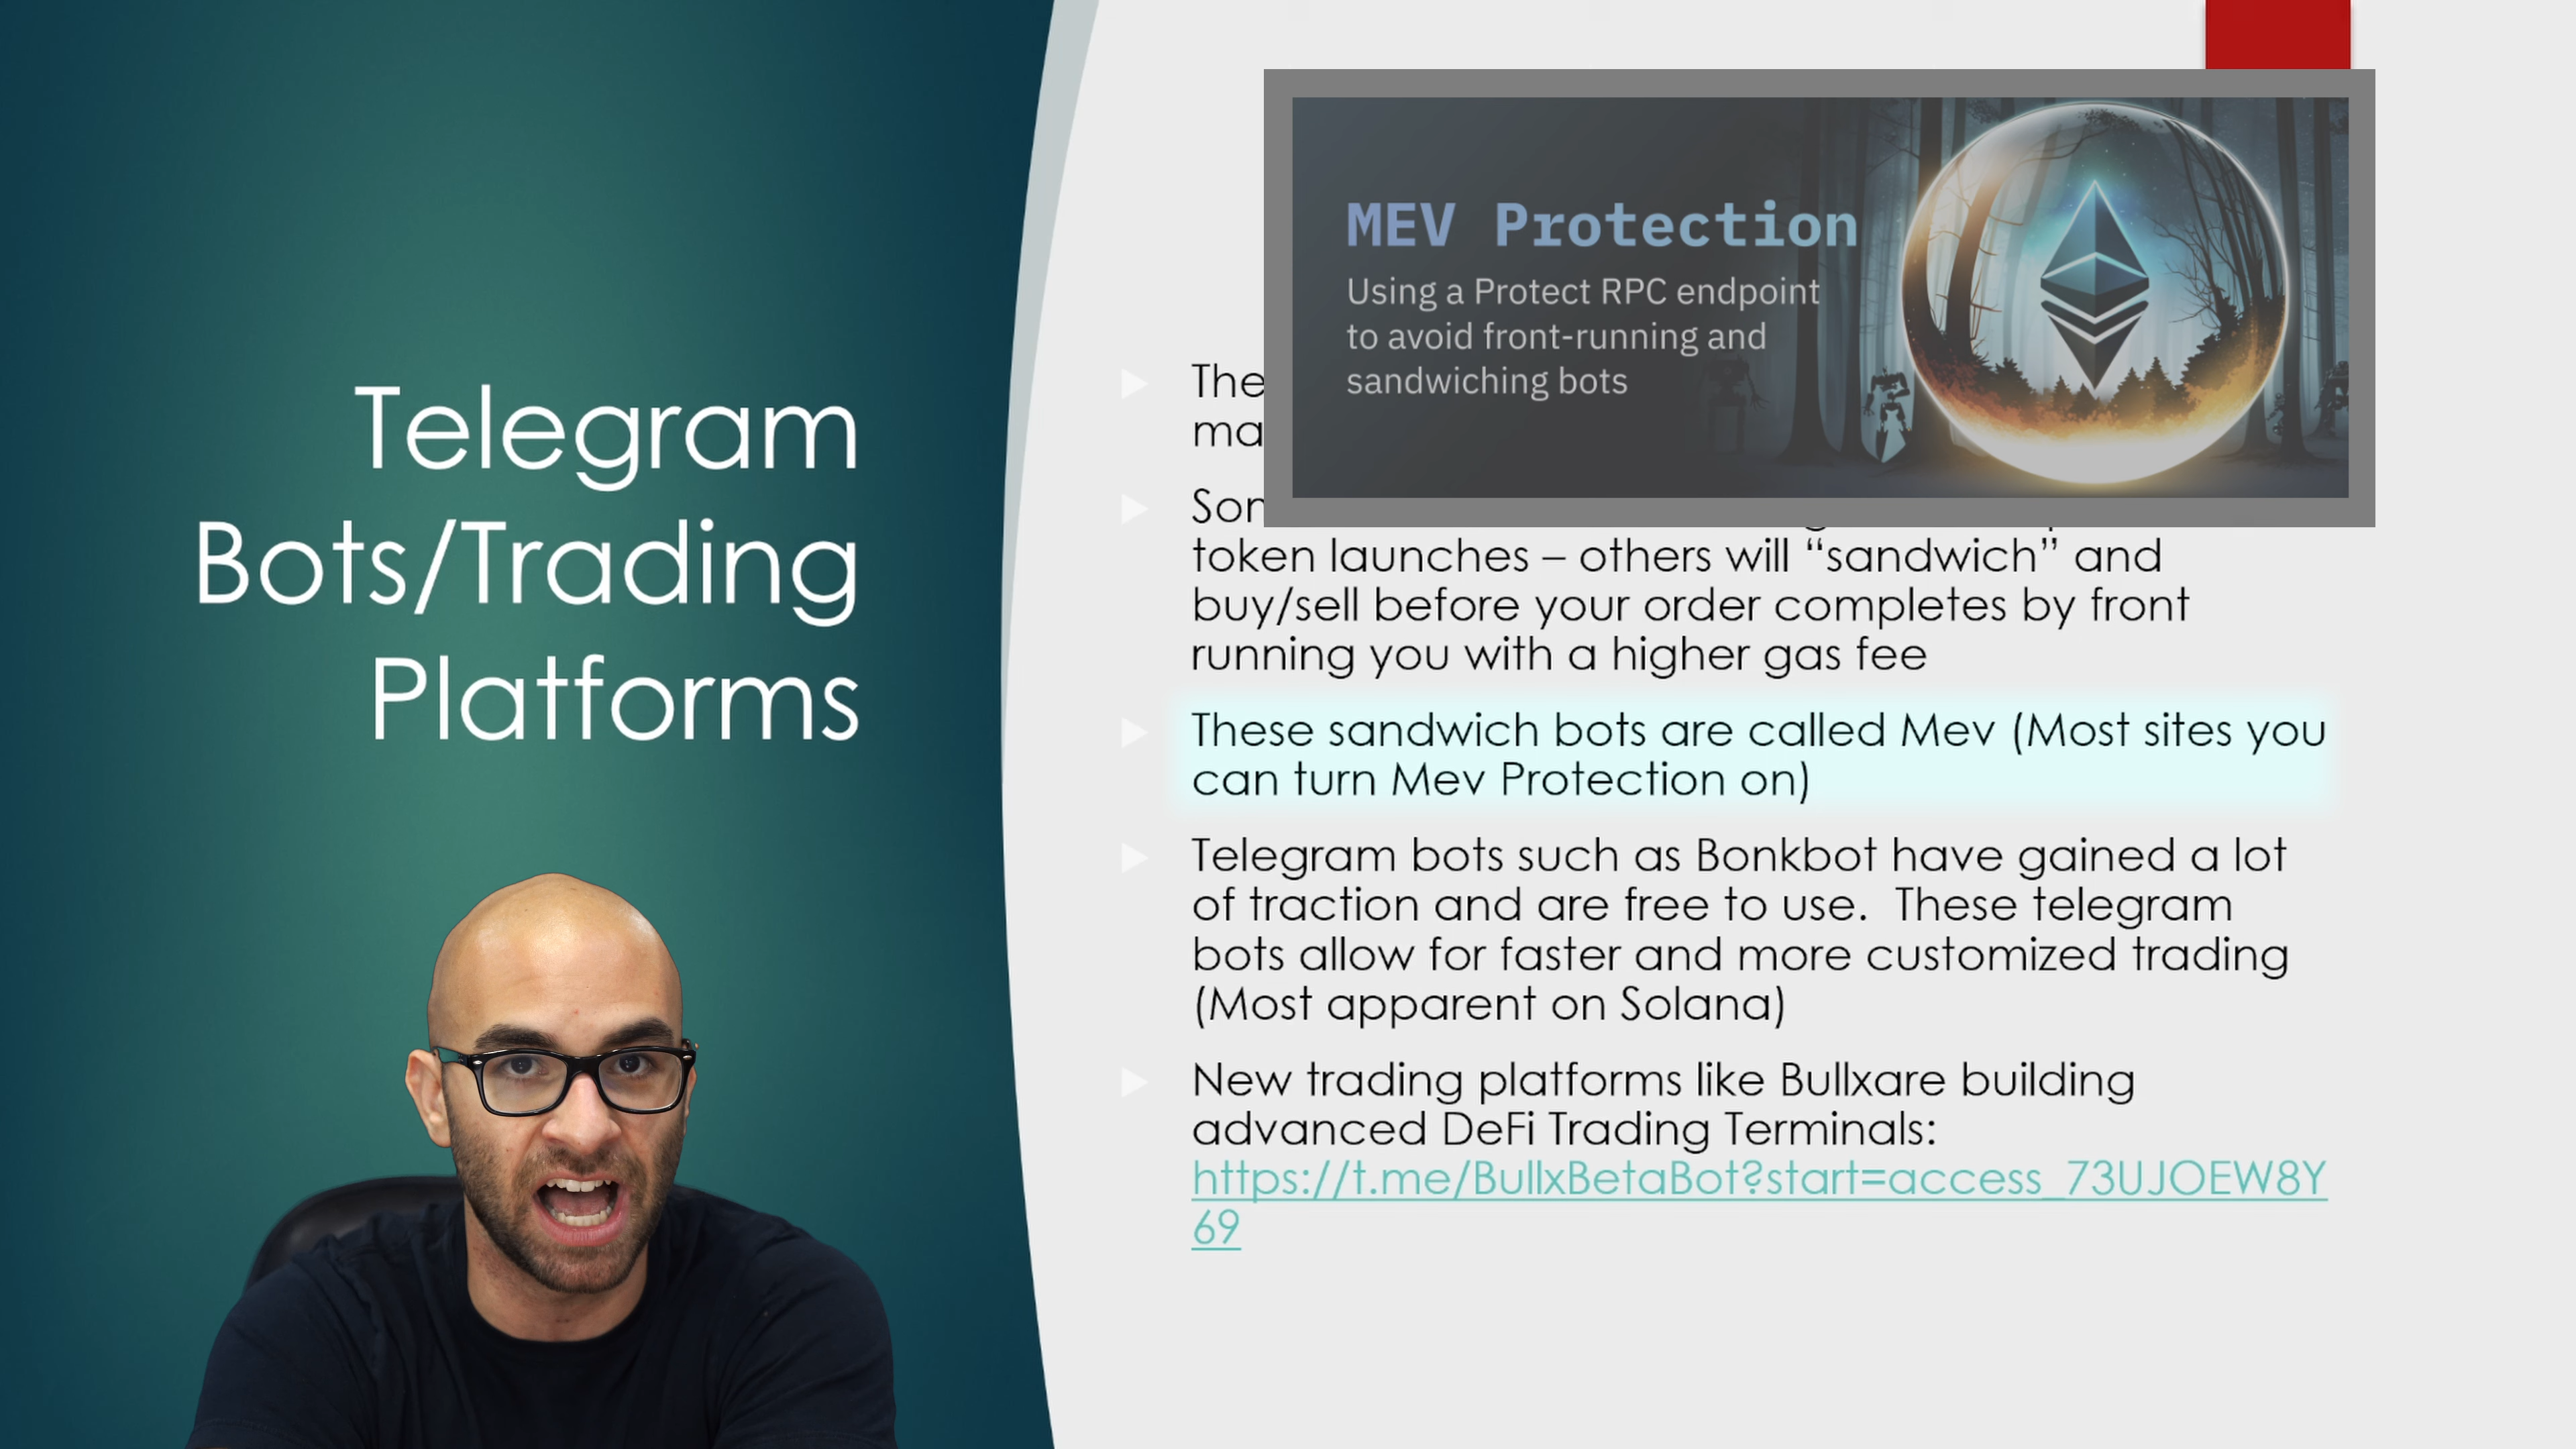 Telegram
Bots/Trading
Platforms
MEV Protection
Using a Protect RPC endpoint
to avoid front-running and
sandwiching bots
The
token launches – others will “sandwich” and
buy/sell before your order completes by front
running you with a higher gas fee
These sandwich bots are called Mev (Most sites you
can turn Mev Protection on)
Telegram bots such as Bonkbot have gained a lot
of traction and are free to use.  These telegram
bots allow for faster and more customized trading
(Most apparent on Solana)
New trading platforms like Bullxare building
advanced DeFi Trading Terminals:
https://t.me/BullxBetaBot?start=access_73UJOEW8Y
69